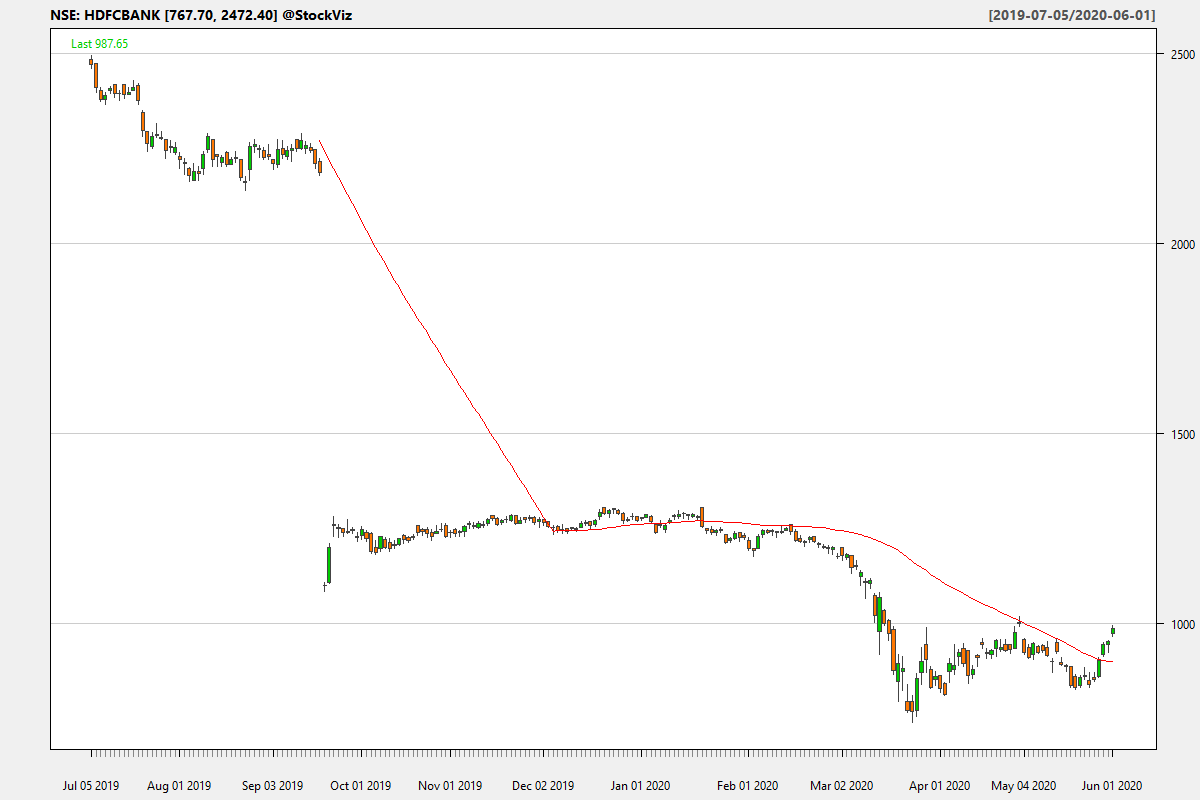 NSE: HDFCBANK [767.70, 2472.40] @StockViz [2019-07-05/2020-06-01]
Last 987.65
2500
2000
1500
1000
Jul 05 2019 Aug 01 2019 Sep 03 2019 Oct 01 2019 Nov 01 2019 Dec 02 2019 Jan 01 2020 Feb 01 2020 Mar 02 2020 Apr 01 2020 May 04 2020 Jun 01 2020